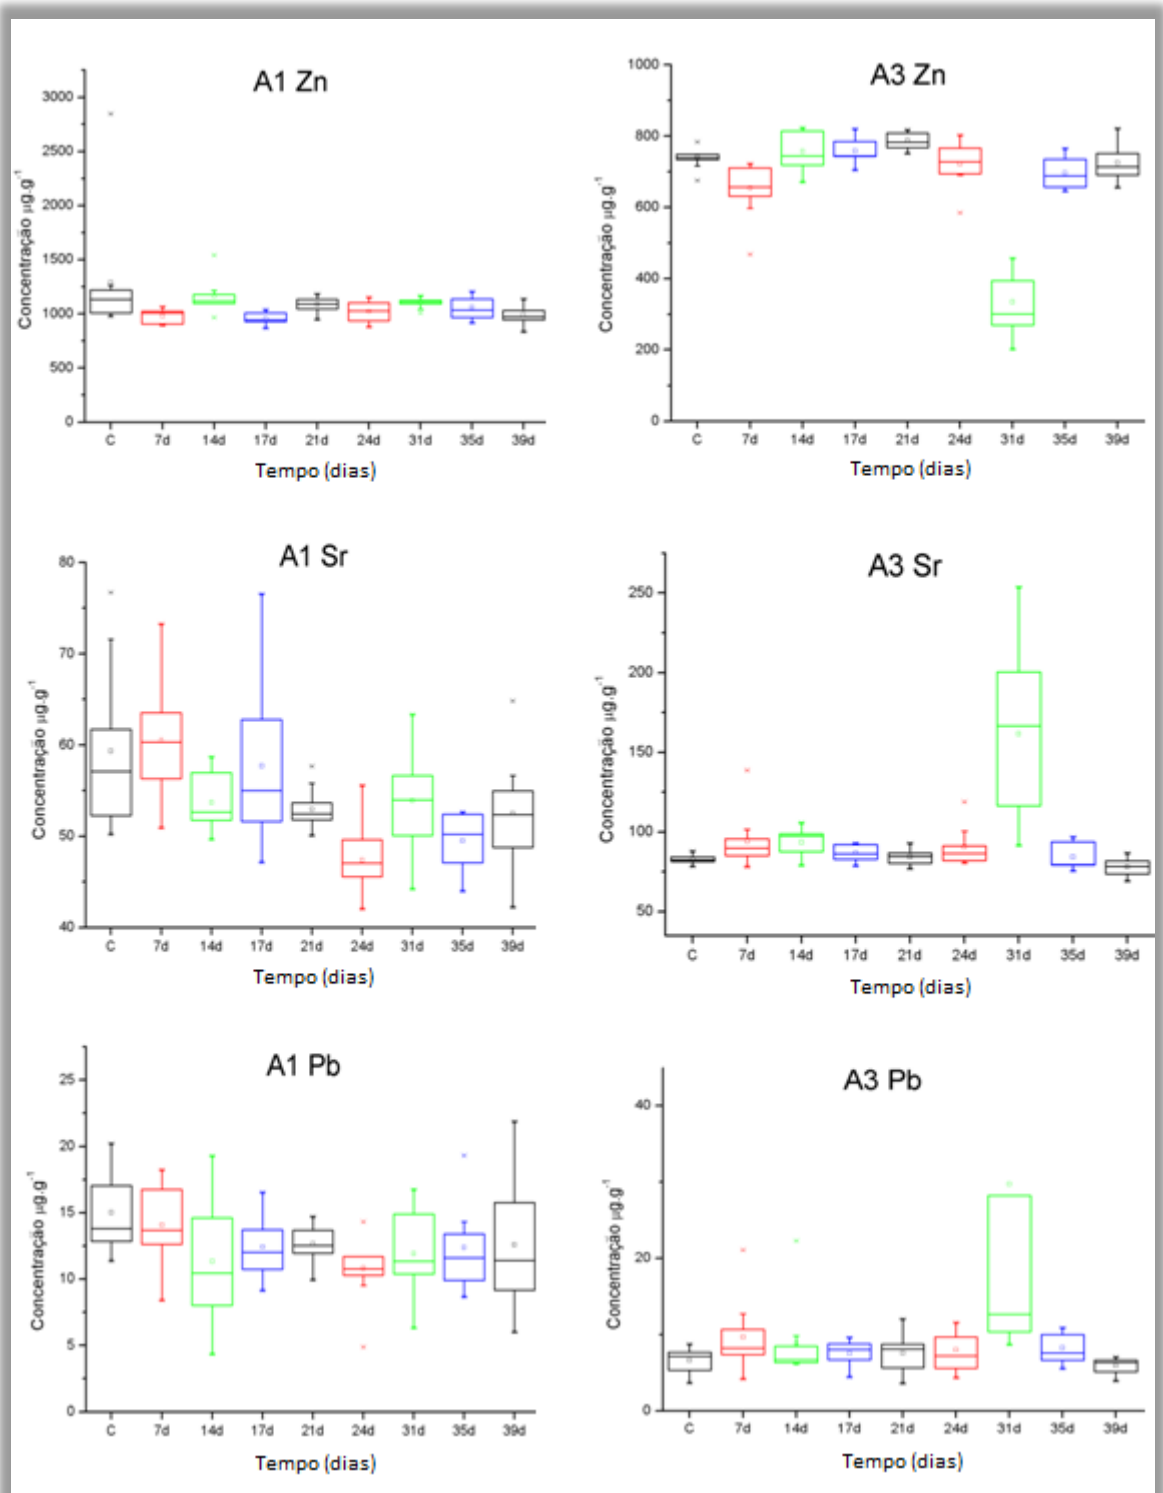 A1 Zn
Concentração µg.g⁻¹
3000
2500
2000
1500
1000
500
0
C 7d 14d 17d 21d 24d 31d 35d 39d
Tempo (dias)
A3 Zn
Concentração µg.g⁻¹
1000
800
600
400
200
0
C 7d 14d 17d 21d 24d 31d 35d 39d
Tempo (dias)
A1 Sr
Concentração µg.g⁻¹
80
70
60
50
40
C 7d 14d 17d 21d 24d 31d 35d 39d
Tempo (dias)
A3 Sr
Concentração µg.g⁻¹
250
200
150
100
50
C 7d 14d 17d 21d 24d 31d 35d 39d
Tempo (dias)
A1 Pb
Concentração µg.g⁻¹
25
20
15
10
5
0
C 7d 14d 17d 21d 24d 31d 35d 39d
Tempo (dias)
A3 Pb
Concentração µg.g⁻¹
40
20
0
C 7d 14d 17d 21d 24d 31d 35d 39d
Tempo (dias)